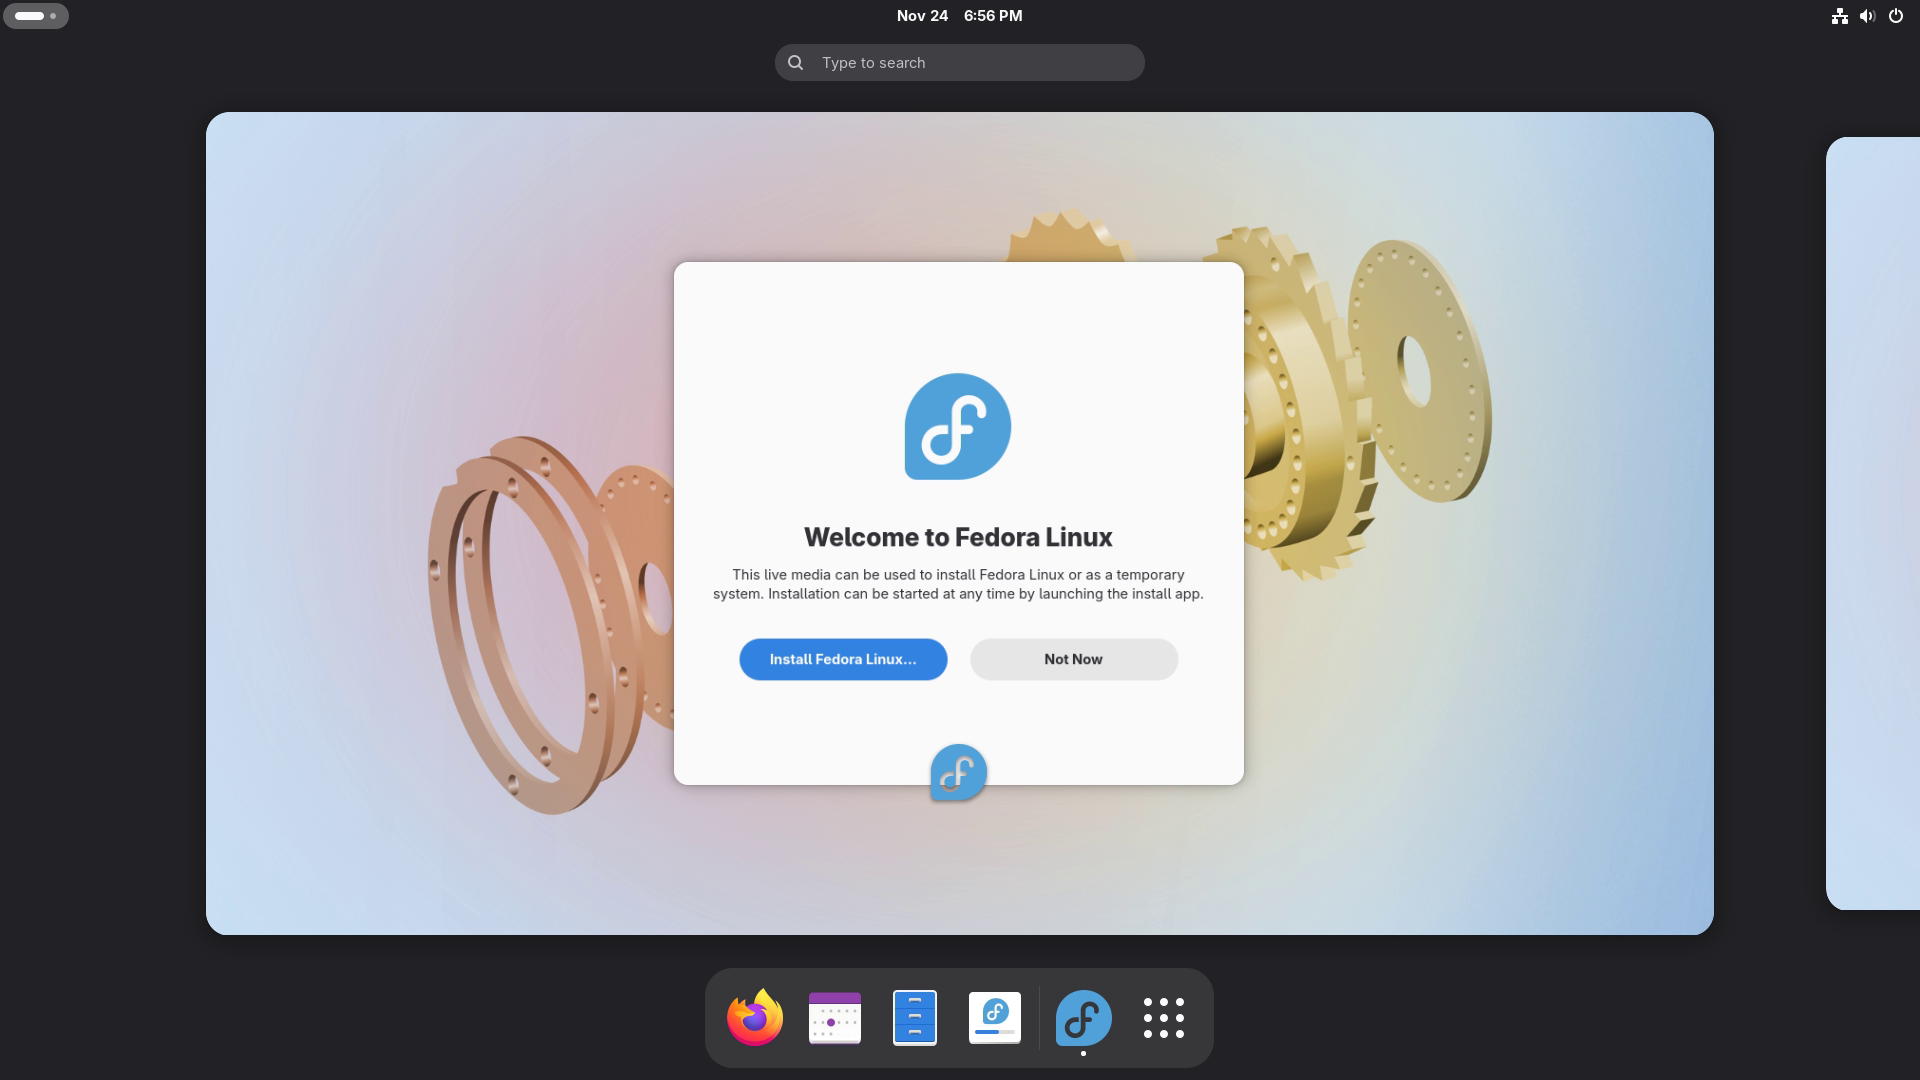 Nov 24 6:56 PM
Type to search
Welcome to Fedora Linux
This live media can be used to install Fedora Linux or as a temporary
system. Installation can be started at any time by launching the install app.
Install Fedora Linux...
Not Now